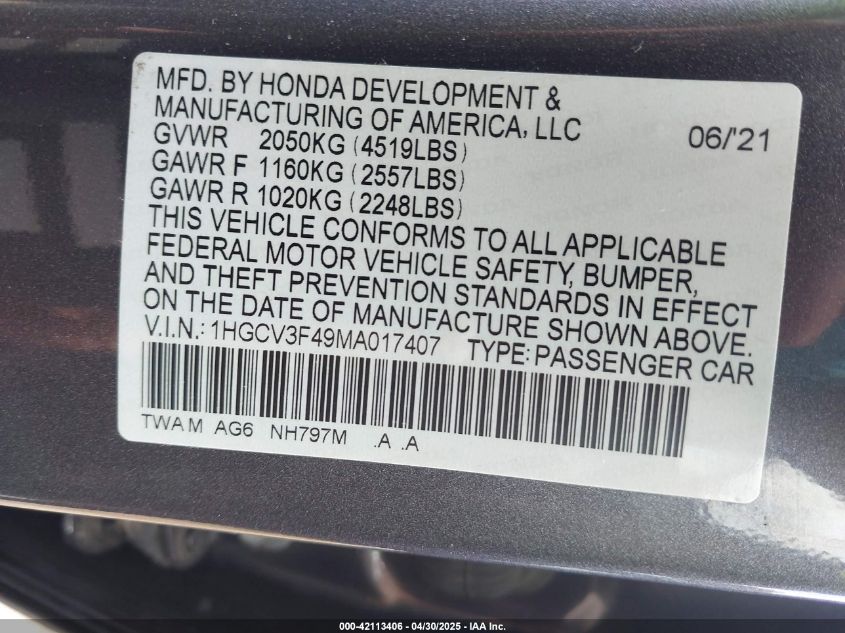 MFD. BY HONDA DEVELOPMENT &
MANUFACTURING OF AMERICA, LLC
06/'21
GVWR 2050KG (4519LBS)
GAWR F 1160KG (2557LBS)
GAWR R 1020KG (2248LBS)
THIS VEHICLE CONFORMS TO ALL APPLICABLE
FEDERAL MOTOR VEHICLE SAFETY, BUMPER,
AND THEFT PREVENTION STANDARDS IN EFFECT
ON THE DATE OF MANUFACTURE SHOWN ABOVE.
V.I.N.: 1HGCV3F49MA017407 TYPE: PASSENGER CAR
TWA M AG6 NH797M .A .A
000-42113406 - 04/30/2025 - IAA Inc.